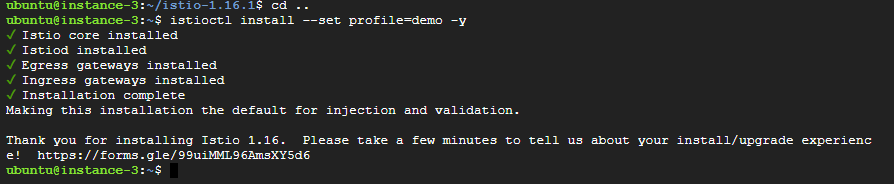 ubuntu@instance-3:~/istio-1.16.1$ cd ..
ubuntu@instance-3:~$ istioctl install --set profile=demo -y
✓ Istio core installed
✓ Istiod installed
✓ Egress gateways installed
✓ Ingress gateways installed
✓ Installation complete
Making this installation the default for injection and validation.
Thank you for installing Istio 1.16.  Please take a few minutes to tell us about your install/upgrade experienc
e!  https://forms.gle/99uiMML96AmsXY5d6
ubuntu@instance-3:~$